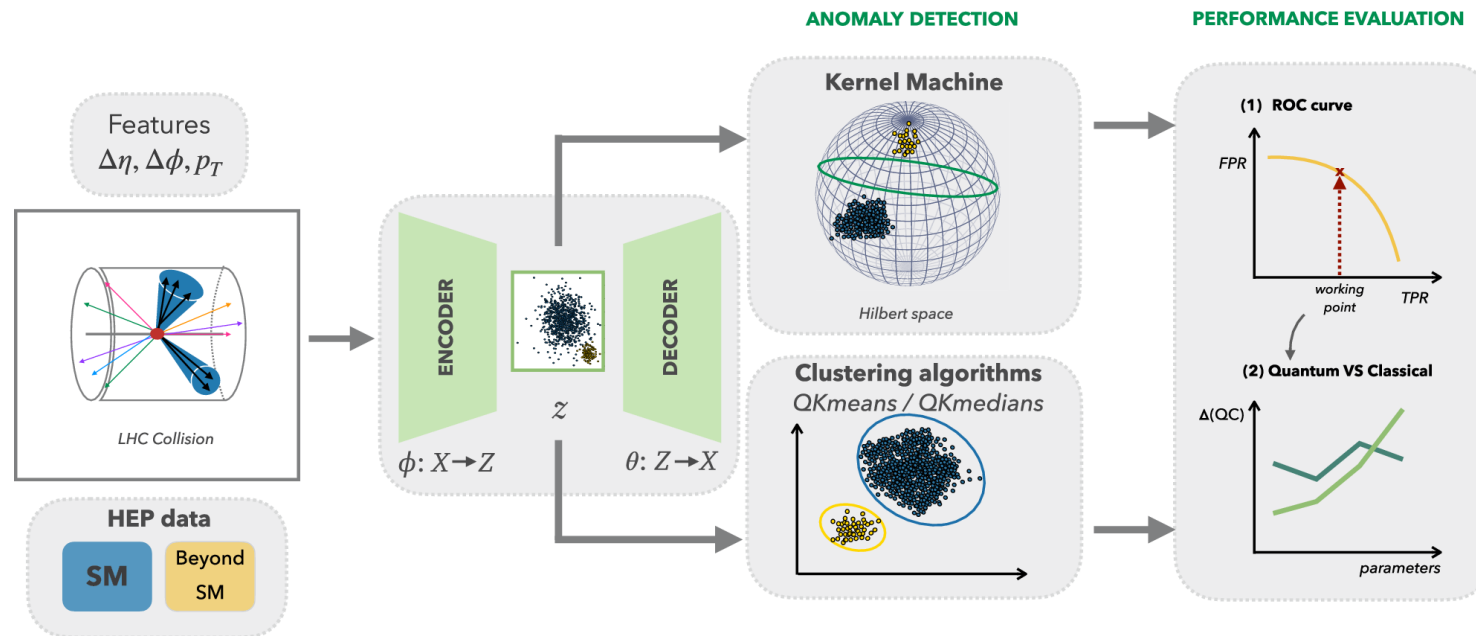 ANOMALY DETECTION
PERFORMANCE EVALUATION
Features
Δη, Δϕ, p_T
LHC Collision
HEP data
SM
Beyond
SM
ENCODER
DECODER
z
ϕ: X→Z
θ: Z→X
Kernel Machine
Hilbert space
Clustering algorithms
QKmeans / QKmedians
(1) ROC curve
FPR
x
working
point
TPR
(2) Quantum VS Classical
Δ(QC)
parameters